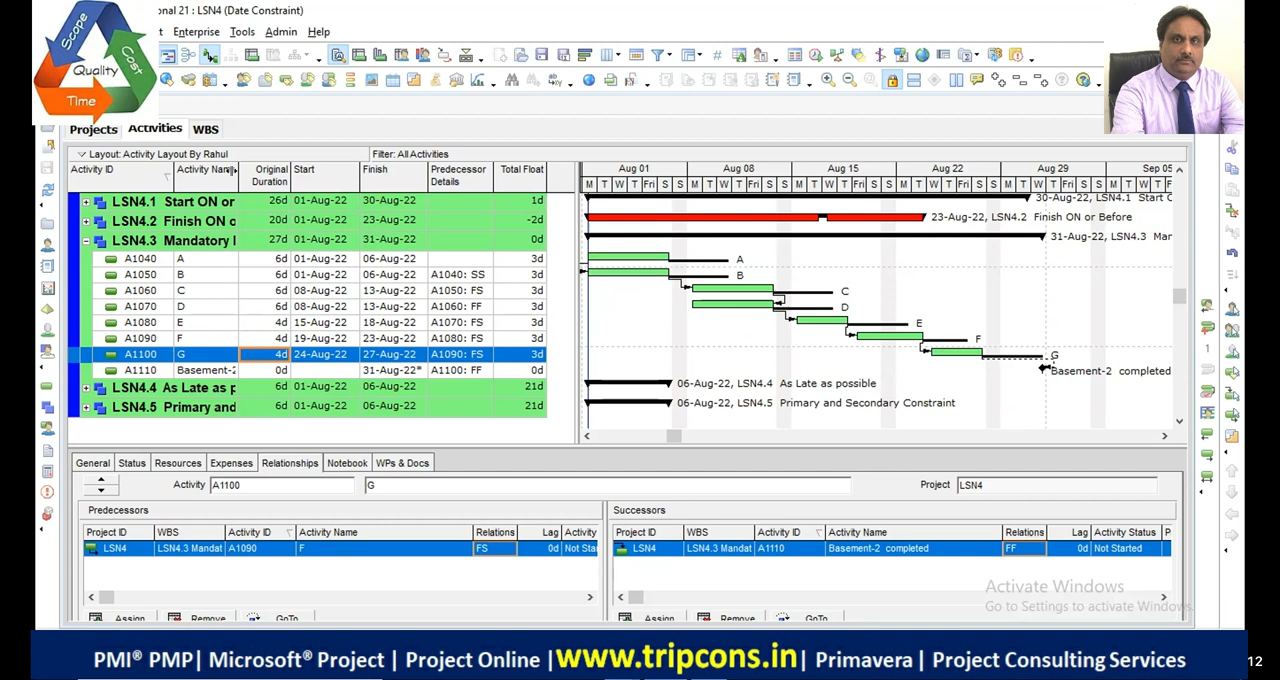 onal 21 : LSN4 (Date Constraint)
Scope
Cost
Quality
Time
t Enterprise Tools Admin Help
Projects Activities WBS
Layout: Activity Layout By Rahul Filter: All Activities
Activity ID Activity Name Original Duration Start Finish Predecessor Details Total Float
Aug 01 Aug 08 Aug 15 Aug 22 Aug 29 Sep 05
M T W T Fri S S M T W T Fri S S M T W T Fri S S M T W T Fri S S M T W T Fri S S M T W T F
LSN4.1 Start ON or 26d 01-Aug-22 30-Aug-22 1d 30-Aug-22, LSN4.1 Start O
LSN4.2 Finish ON o 20d 01-Aug-22 23-Aug-22 -2d 23-Aug-22, LSN4.2 Finish ON or Before
LSN4.3 Mandatory 27d 01-Aug-22 31-Aug-22 0d 31-Aug-22, LSN4.3 Man
A1040 A 6d 01-Aug-22 06-Aug-22 3d A
A1050 B 6d 01-Aug-22 06-Aug-22 A1040: SS 3d B
A1060 C 6d 08-Aug-22 13-Aug-22 A1050: FS 3d C
A1070 D 6d 08-Aug-22 13-Aug-22 A1060: FF 3d D
A1080 E 4d 15-Aug-22 18-Aug-22 A1070: FS 3d E
A1090 F 4d 19-Aug-22 23-Aug-22 A1080: FS 3d F
A1100 G 4d 24-Aug-22 27-Aug-22 A1090: FS 3d G
A1110 Basement-2 0d 31-Aug-22* A1100: FF 0d Basement-2 completed
LSN4.4 As Late as p 6d 01-Aug-22 06-Aug-22 21d 06-Aug-22, LSN4.4 As Late as possible
LSN4.5 Primary and 6d 01-Aug-22 06-Aug-22 21d 06-Aug-22, LSN4.5 Primary and Secondary Constraint
General Status Resources Expenses Relationships Notebook WPs & Docs
Activity A1100 G Project LSN4
Predecessors Successors
Project ID WBS Activity ID Activity Name Relations Lag Activity Project ID WBS Activity ID Activity Name Relations Lag Activity Status P
LSN4 LSN4.3 Mandat A1090 F FS 0d Not Star LSN4 LSN4.3 Mandat A1110 Basement-2 completed FF 0d Not Started
Activate Windows
Go to Settings to activate Windows.
Assign Remove GoTo Assign Remove GoTo
PMI® PMP| Microsoft® Project | Project Online |www.tripcons.in| Primavera | Project Consulting Services
12